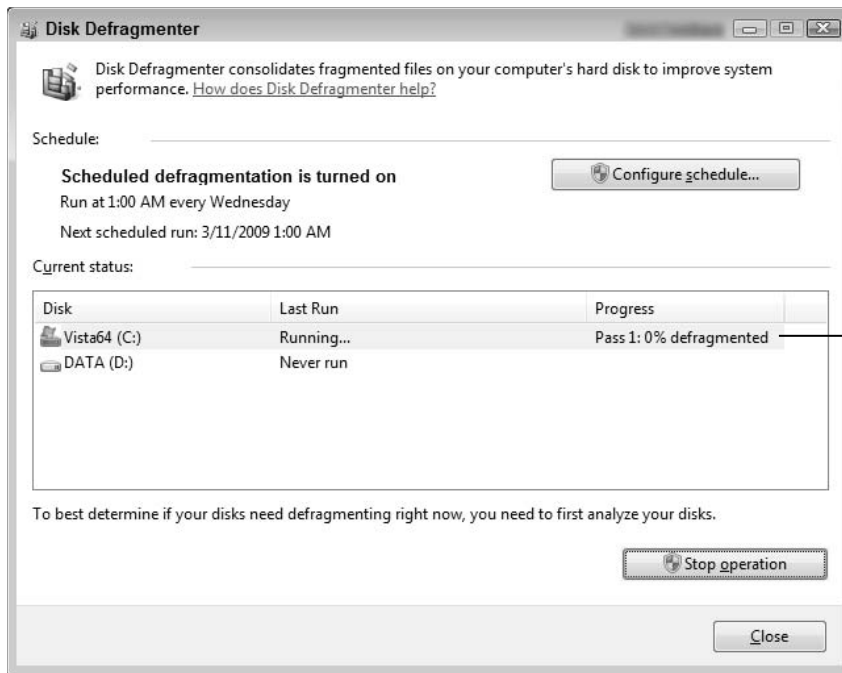 Disk Defragmenter
Disk Defragmenter consolidates fragmented files on your computer's hard disk to improve system
performance. How does Disk Defragmenter help?
Schedule:
Scheduled defragmentation is turned on
Configure schedule...
Run at 1:00 AM every Wednesday
Next scheduled run: 3/11/2009 1:00 AM
Current status:
Disk Last Run Progress
Vista64 (C:) Running... Pass 1: 0% defragmented
DATA (D:) Never run
To best determine if your disks need defragmenting right now, you need to first analyze your disks.
Stop operation
Close